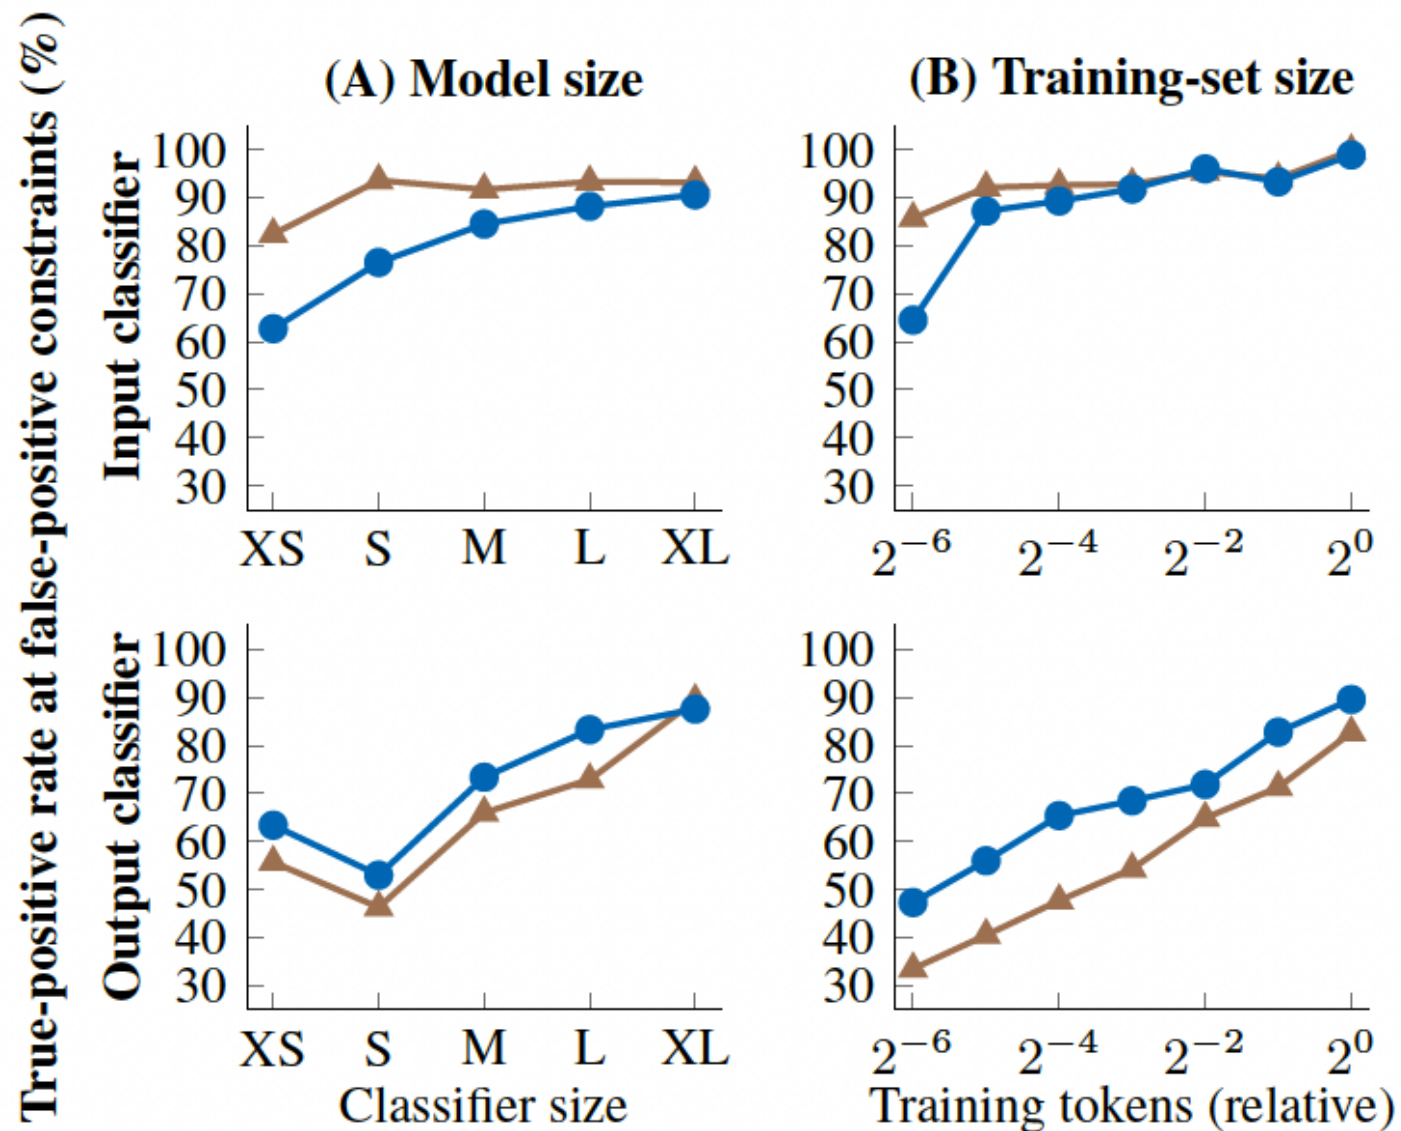 True-positive rate at false-positive constraints (%)
(A) Model size
Input classifier
100
90
80
70
60
50
40
30
XS S M L XL
(B) Training-set size
100
90
80
70
60
50
40
30
2⁻⁶ 2⁻⁴ 2⁻² 2⁰
Output classifier
100
90
80
70
60
50
40
30
XS S M L XL
Classifier size
100
90
80
70
60
50
40
30
2⁻⁶ 2⁻⁴ 2⁻² 2⁰
Training tokens (relative)